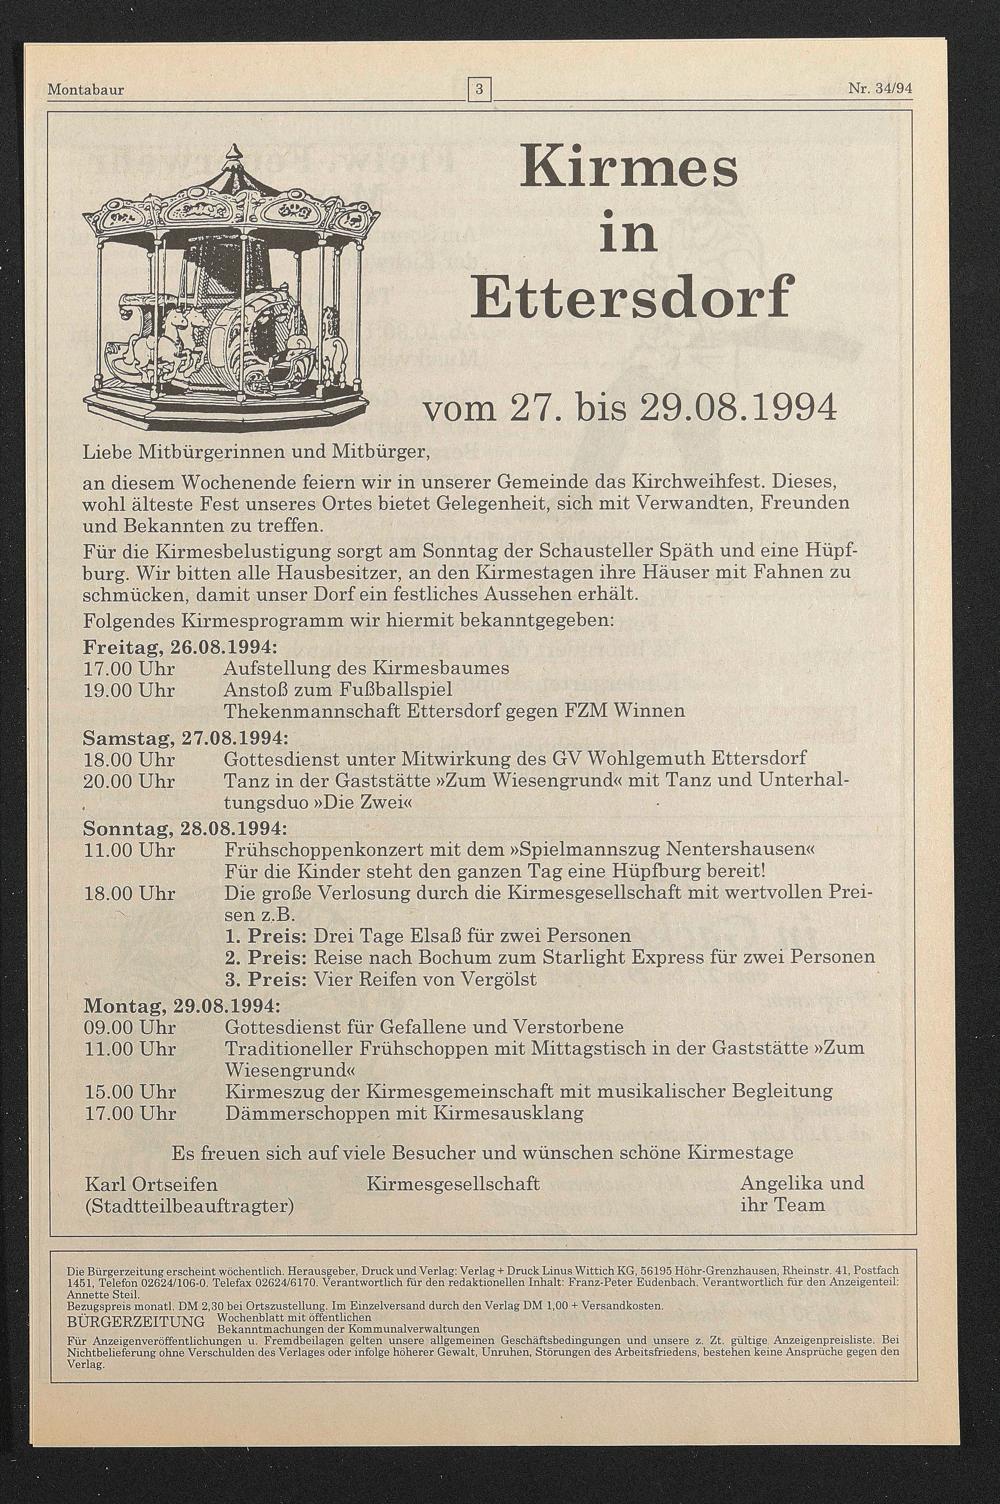 Montabaur
3
Nr. 34/94
Kirmes
in
Ettersdorf
vom 27. bis 29.08.1994
Liebe Mitbürgerinnen und Mitbürger,
an diesem Wochenende feiern wir in unserer Gemeinde das Kirchweihfest. Dieses,
wohl älteste Fest unseres Ortes bietet Gelegenheit, sich mit Verwandten, Freunden
und Bekannten zu treffen.
Für die Kirmesbelustigung sorgt am Sonntag der Schausteller Späth und eine Hüpf-
burg. Wir bitten alle Hausbesitzer, an den Kirmestagen ihre Häuser mit Fahnen zu
schmücken, damit unser Dorf ein festliches Aussehen erhält.
Folgendes Kirmesprogramm wir hiermit bekanntgegeben:
Freitag, 26.08.1994:
17.00 Uhr Aufstellung des Kirmesbaumes
19.00 Uhr Anstoß zum Fußballspiel
Thekenmannschaft Ettersdorf gegen FZM Winnen
Samstag, 27.08.1994:
18.00 Uhr Gottesdienst unter Mitwirkung des GV Wohlgemuth Ettersdorf
20.00 Uhr Tanz in der Gaststätte »Zum Wiesengrund« mit Tanz und Unterhal-
tungsduo »Die Zwei«
Sonntag, 28.08.1994:
11.00 Uhr Frühschoppenkonzert mit dem »Spielmannszug Nentershausen«
Für die Kinder steht den ganzen Tag eine Hüpfburg bereit!
18.00 Uhr Die große Verlosung durch die Kirmesgesellschaft mit wertvollen Prei-
sen z.B.
1. Preis: Drei Tage Elsaß für zwei Personen
2. Preis: Reise nach Bochum zum Starlight Express für zwei Personen
3. Preis: Vier Reifen von Vergölst
Montag, 29.08.1994:
09.00 Uhr Gottesdienst für Gefallene und Verstorbene
11.00 Uhr Traditioneller Frühschoppen mit Mittagstisch in der Gaststätte »Zum
Wiesengrund«
15.00 Uhr Kirmeszug der Kirmesgemeinschaft mit musikalischer Begleitung
17.00 Uhr Dämmerschoppen mit Kirmesausklang
Es freuen sich auf viele Besucher und wünschen schöne Kirmestage
Karl Ortseifen Kirmesgesellschaft Angelika und
(Stadtteilbeauftragter) ihr Team
Die Bürgerzeitung erscheint wöchentlich. Herausgeber, Druck und Verlag: Verlag + Druck Linus Wittich KG, 56195 Höhr-Grenzhausen, Rheinstr. 41, Postfach
1451, Telefon 02624/106-0. Telefax 02624/6170. Verantwortlich für den redaktionellen Inhalt: Franz-Peter Eudenbach. Verantwortlich für den Anzeigenteil:
Annette Steil.
Bezugspreis monatl. DM 2,30 bei Ortszustellung. Im Einzelversand durch den Verlag DM 1,00 + Versandkosten.
BÜRGERZEITUNG Wochenblatt mit öffentlichen
Bekanntmachungen der Kommunalverwaltungen
Für Anzeigenveröffentlichungen u. Fremdbeilagen gelten unsere allgemeinen Geschäftsbedingungen und unsere z. Zt. gültige Anzeigenpreisliste. Bei
Nichtbelieferung ohne Verschulden des Verlages oder infolge höherer Gewalt, Unruhen, Störungen des Arbeitsfriedens, bestehen keine Ansprüche gegen den
Verlag.